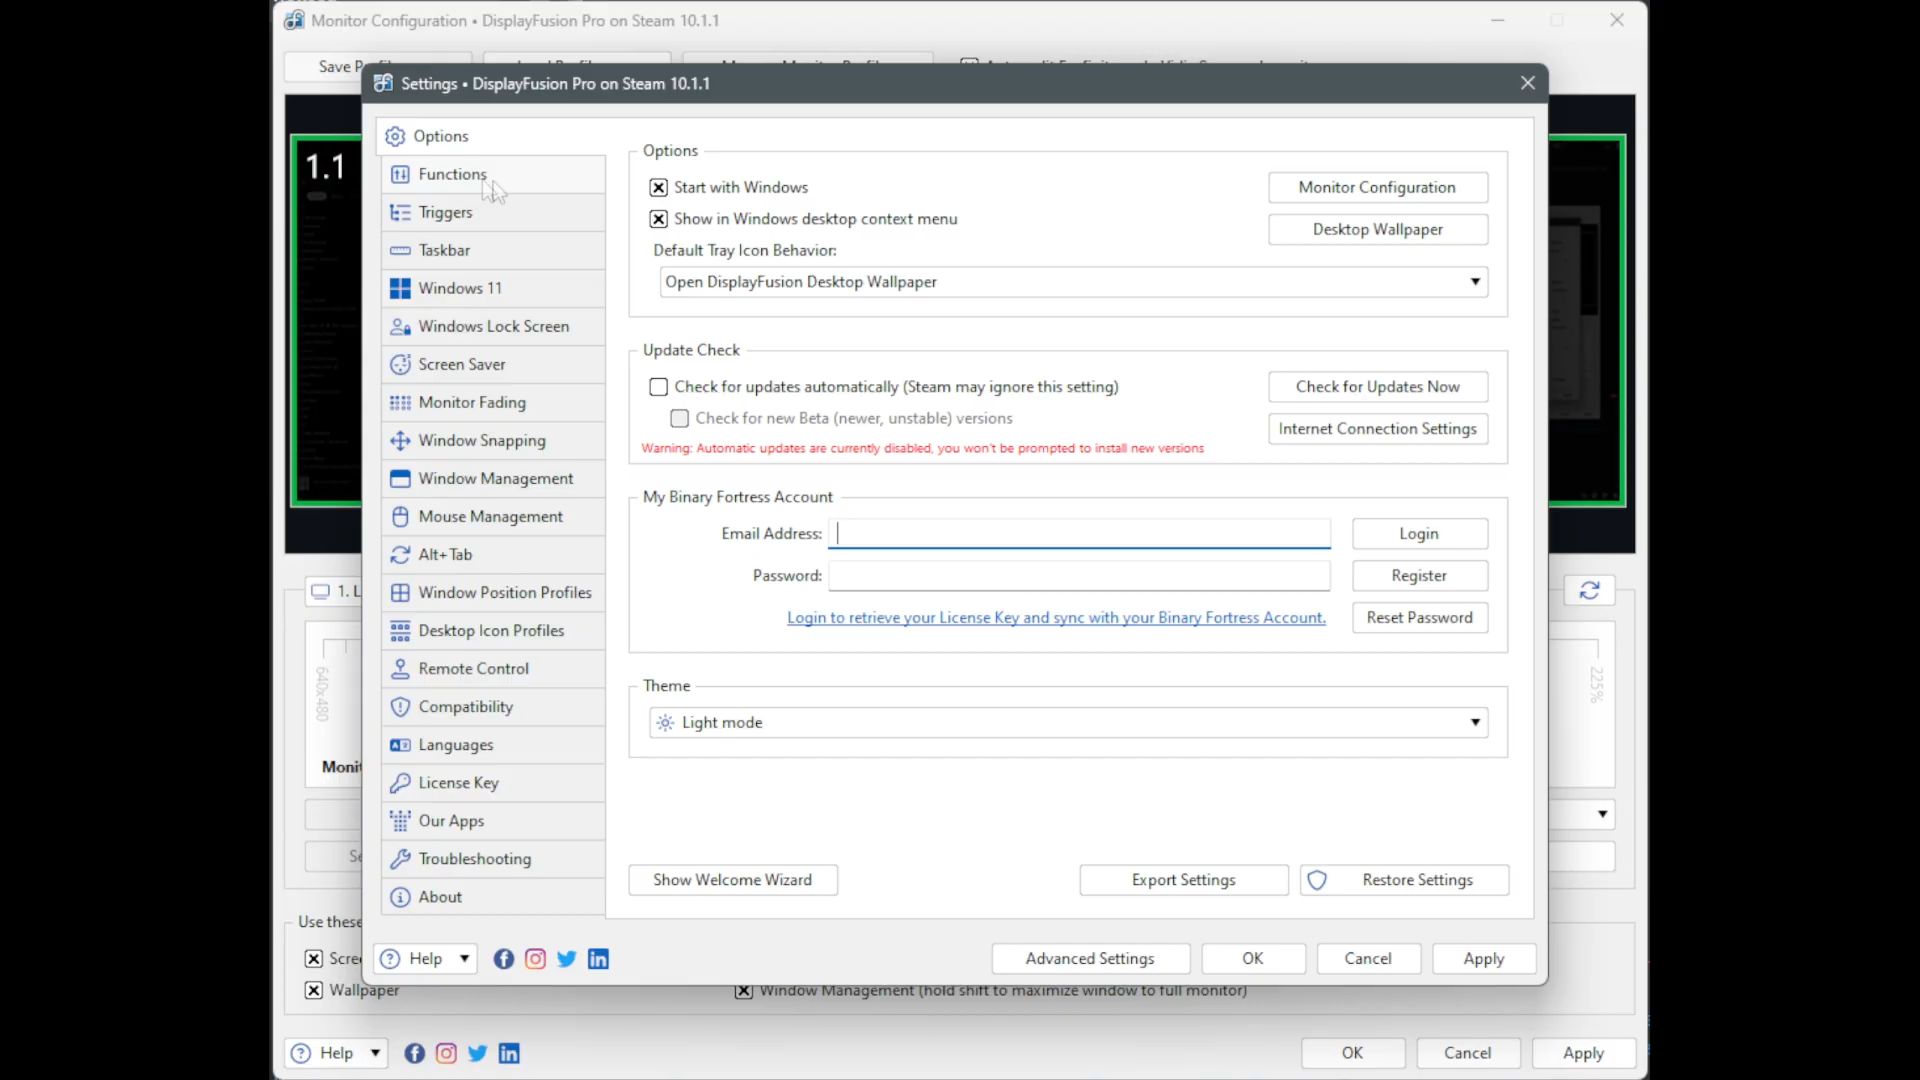 Monitor Configuration • DisplayFusion Pro on Steam 10.1.1
Save
Settings • DisplayFusion Pro on Steam 10.1.1
1.1
Options
Functions
Triggers
Taskbar
Windows 11
Windows Lock Screen
Screen Saver
Monitor Fading
Window Snapping
Window Management
Mouse Management
Alt+Tab
Window Position Profiles
Desktop Icon Profiles
Remote Control
Compatibility
Languages
License Key
Our Apps
Troubleshooting
About
Options
Start with Windows
Monitor Configuration
Show in Windows desktop context menu
Desktop Wallpaper
Default Tray Icon Behavior:
Open DisplayFusion Desktop Wallpaper
Update Check
Check for updates automatically (Steam may ignore this setting)
Check for Updates Now
Check for new Beta (newer, unstable) versions
Internet Connection Settings
Warning: Automatic updates are currently disabled, you won't be prompted to install new versions
My Binary Fortress Account
Email Address:
Login
Password:
Register
Login to retrieve your License Key and sync with your Binary Fortress Account.
Reset Password
Theme
Light mode
Show Welcome Wizard
Export Settings
Restore Settings
Help
Advanced Settings
OK
Cancel
Apply
1. L
640x480
225%
Monit
Se
Use these
Scre
Wallpaper
Window Management (hold shift to maximize window to full monitor)
Help
OK
Cancel
Apply